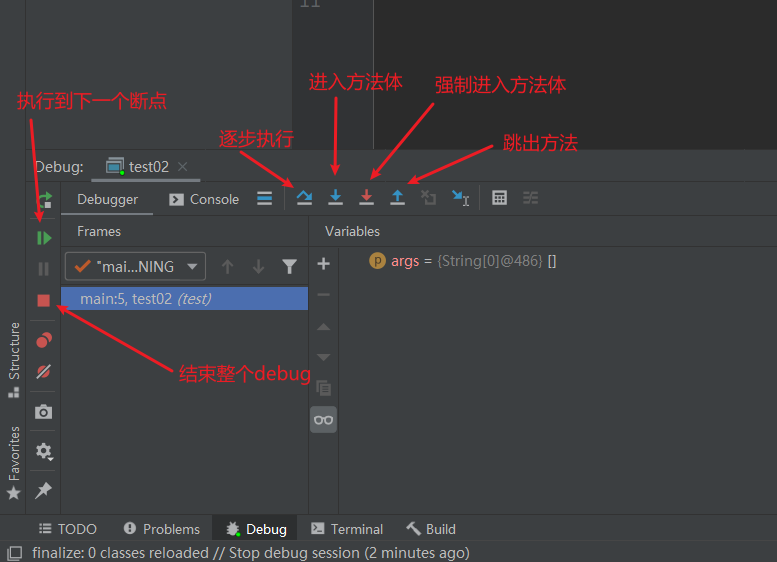 11
进入方法体
强制进入方法体
执行到下一个断点
逐步执行
跳出方法
Debug: test02
Debugger Console
Frames Variables
"mai...NING
args = {String[0]@486} []
main:5, test02 (test)
结束整个debug
Structure
Favorites
TODO Problems Debug Terminal Build
finalize: 0 classes reloaded // Stop debug session (2 minutes ago)